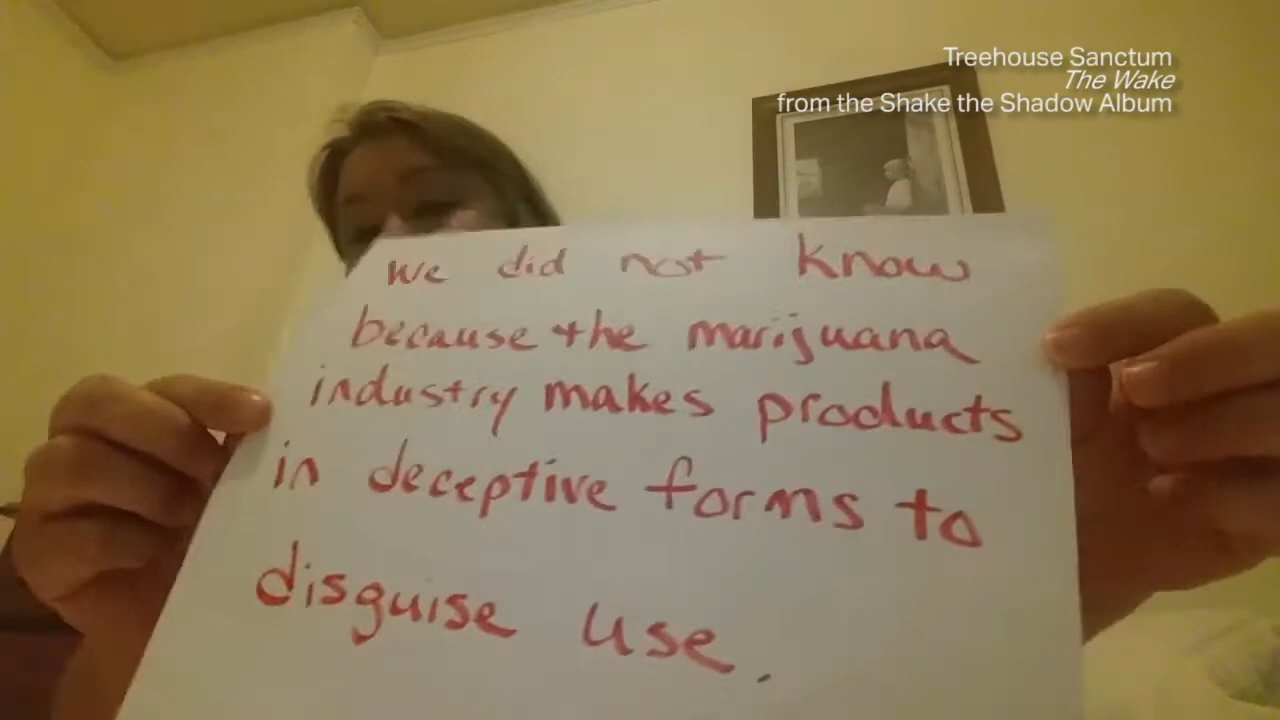 Treehouse Sanctum
The Wake
from the Shake the Shadow Album
we did not know
because the marijuana
industry makes products
in deceptive forms to
disguise use.